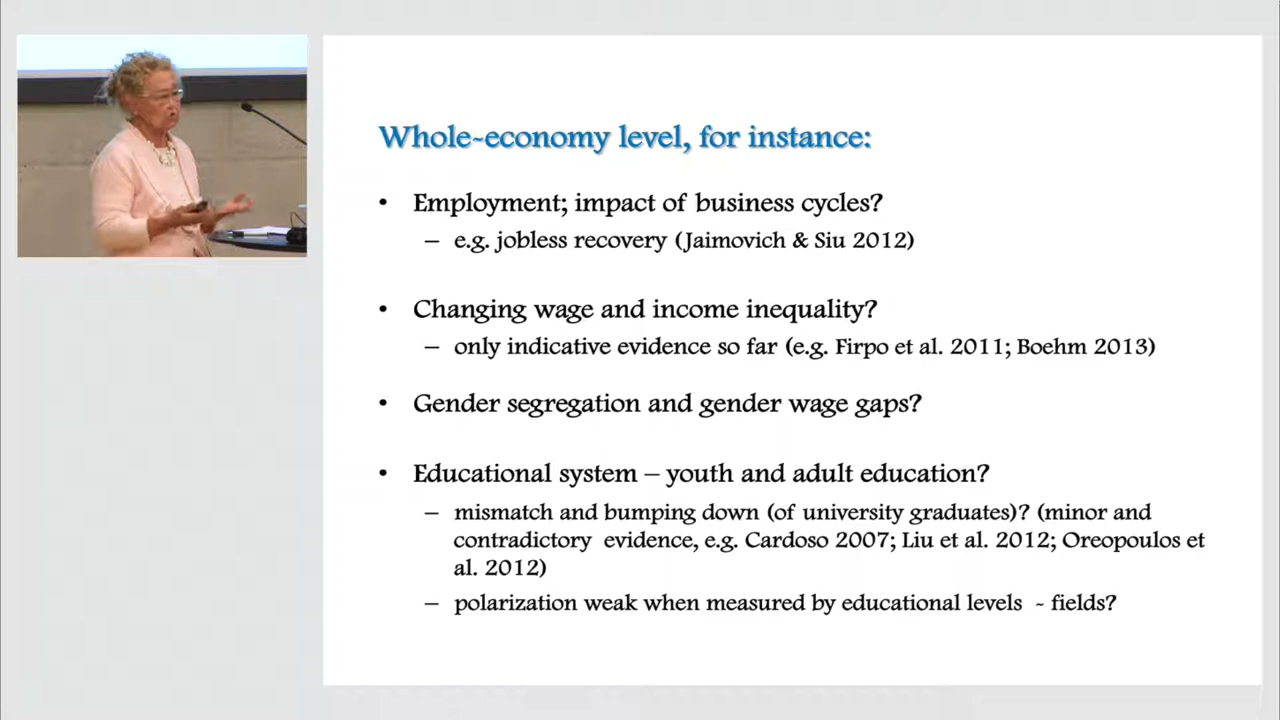 Whole-economy level, for instance:
• Employment; impact of business cycles?
– e.g. jobless recovery (Jaimovich & Siu 2012)
• Changing wage and income inequality?
– only indicative evidence so far (e.g. Firpo et al. 2011; Boehm 2013)
• Gender segregation and gender wage gaps?
• Educational system – youth and adult education?
– mismatch and bumping down (of university graduates)? (minor and
contradictory evidence, e.g. Cardoso 2007; Liu et al. 2012; Oreopoulos et
al. 2012)
– polarization weak when measured by educational levels - fields?